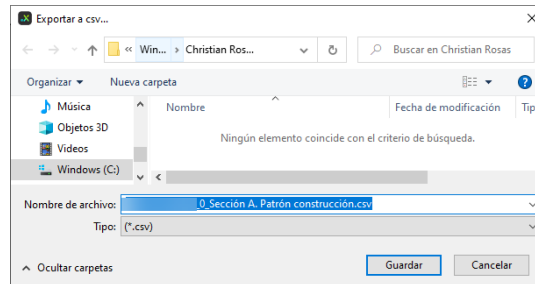 Exportar a csv...
« Win... › Christian Ros...
Buscar en Christian Rosas
Organizar
Nueva carpeta
Música
Objetos 3D
Videos
Windows (C:)
Nombre
Fecha de modificación
Tip
Ningún elemento coincide con el criterio de búsqueda.
Nombre de archivo: _0_Sección A. Patrón construcción.csv
Tipo: (*.csv)
Ocultar carpetas
Guardar
Cancelar